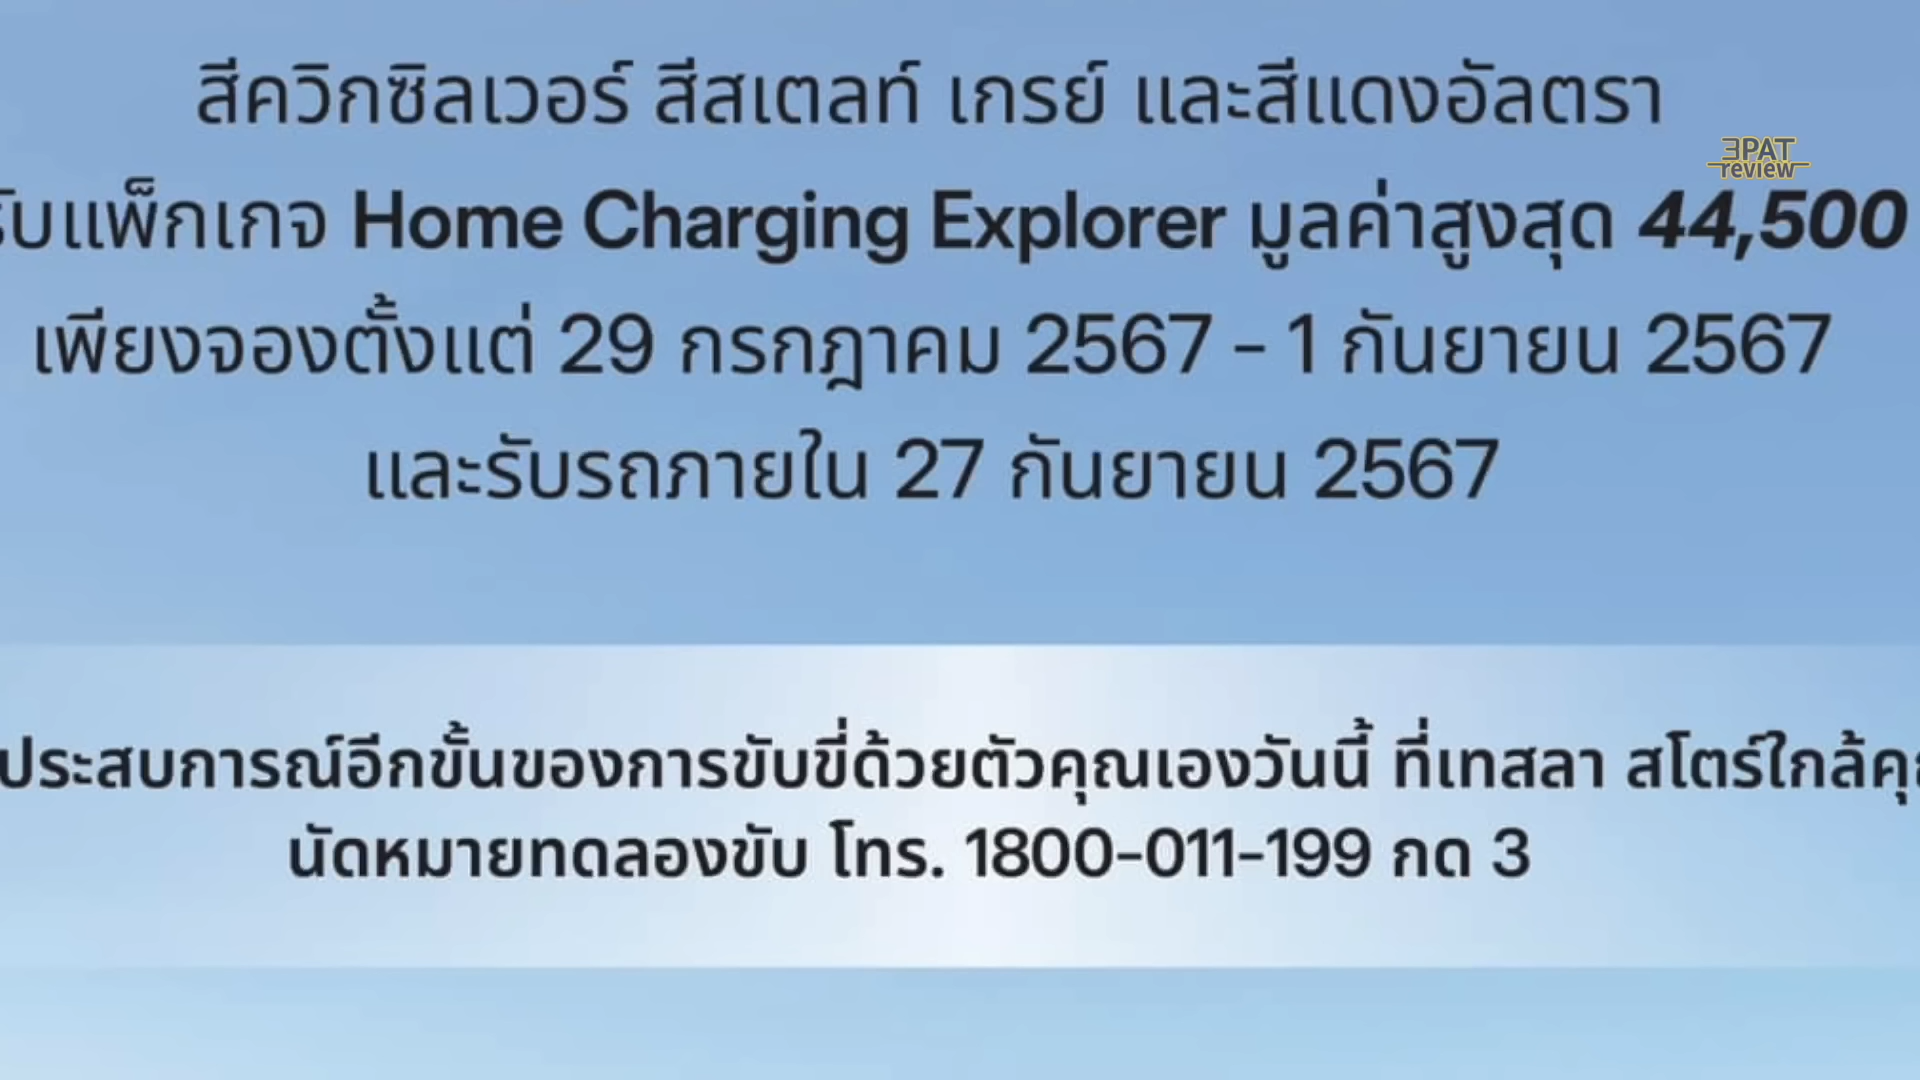 สีควิกซิลเวอร์ สีสเตลท์ เกรย์ และสีแดงอัลตรา
3PAT
review
รับแพ็กเกจ Home Charging Explorer มูลค่าสูงสุด 44,500
เพียงจองตั้งแต่ 29 กรกฎาคม 2567 - 1 กันยายน 2567
และรับรถภายใน 27 กันยายน 2567
ประสบการณ์อีกขั้นของการขับขี่ด้วยตัวคุณเองวันนี้ ที่เทสลา สโตร์ใกล้คุณ
นัดหมายทดลองขับ โทร. 1800-011-199 กด 3